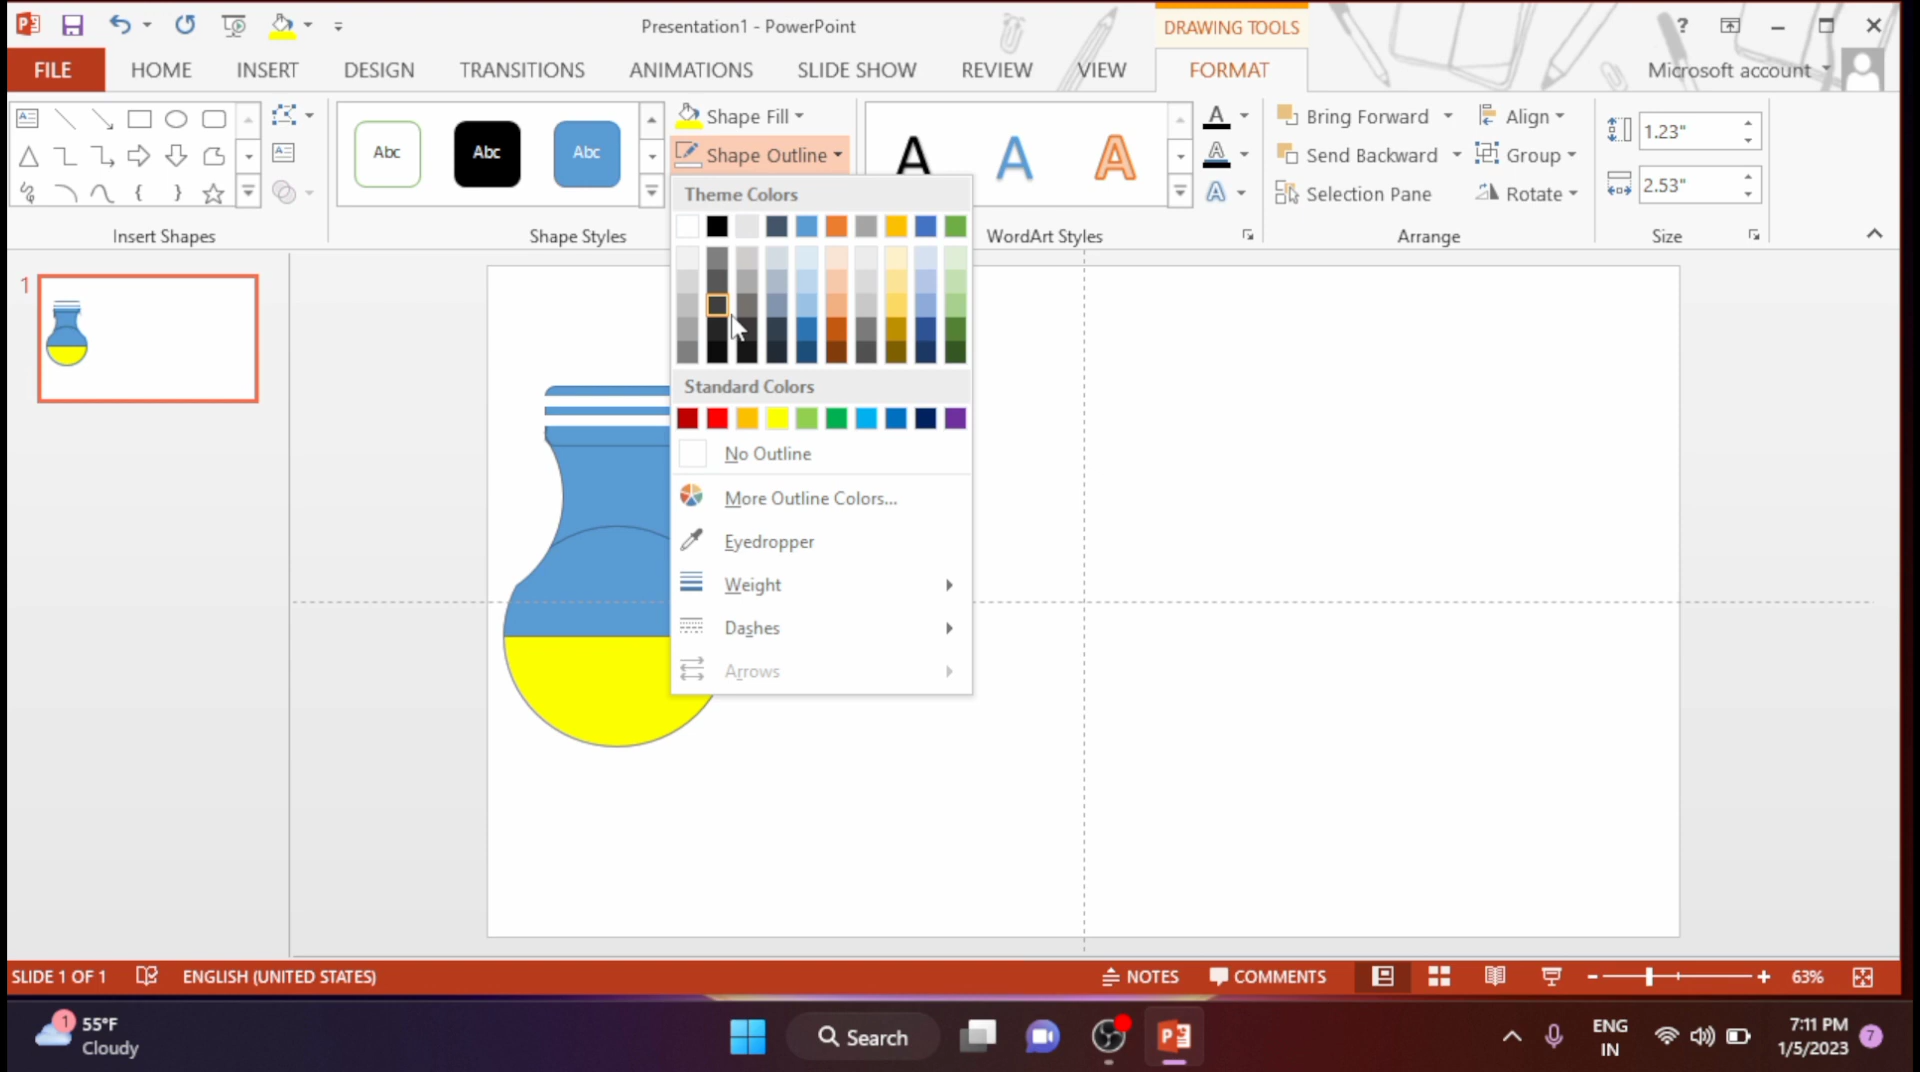 Presentation1 - PowerPoint
DRAWING TOOLS
?
FILE
HOME
INSERT
DESIGN
TRANSITIONS
ANIMATIONS
SLIDE SHOW
REVIEW
VIEW
FORMAT
Microsoft account
Abc
Abc
Abc
Shape Fill
Shape Outline
A
A
A
A
A
A
Bring Forward
Send Backward
Selection Pane
Align
Group
Rotate
1.23"
2.53"
Insert Shapes
Shape Styles
WordArt Styles
Arrange
Size
Theme Colors
Standard Colors
No Outline
More Outline Colors...
Eyedropper
Weight
Dashes
Arrows
1
SLIDE 1 OF 1
ENGLISH (UNITED STATES)
NOTES
COMMENTS
63%
1
55°F
Cloudy
Search
ENG
IN
7:11 PM
1/5/2023
7